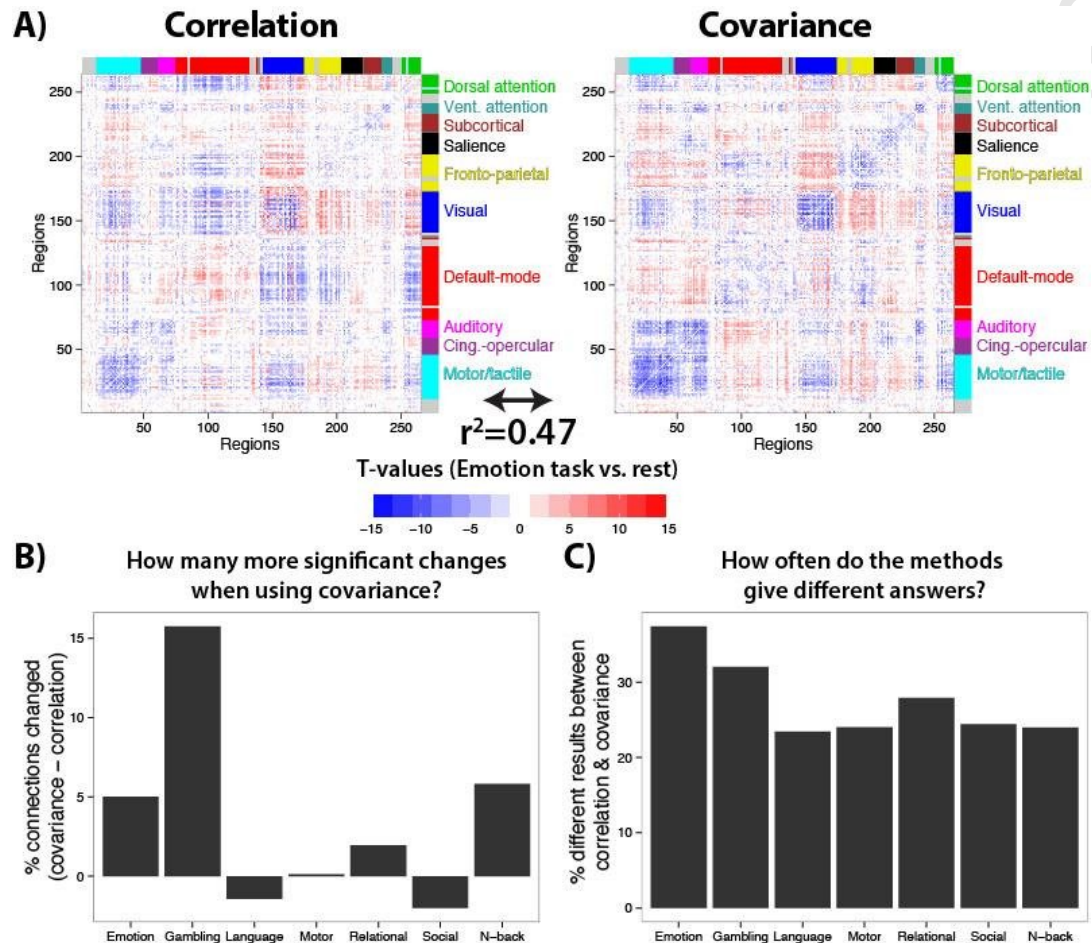 A) Correlation Covariance
250
200
150
100
50
Regions
Dorsal attention
Vent. attention
Subcortical
Salience
Fronto-parietal
Visual
Default-mode
Auditory
Cing.-opercular
Motor/tactile
50 100 150 200 250
Regions
250
200
150
100
50
Regions
Dorsal attention
Vent. attention
Subcortical
Salience
Fronto-parietal
Visual
Default-mode
Auditory
Cing.-opercular
Motor/tactile
50 100 150 200 250
Regions
r²=0.47
T-values (Emotion task vs. rest)
−15 −10 −5 0 5 10 15
B) How many more significant changes
when using covariance?
% connections changed
(covariance − correlation)
15
10
5
0
Emotion Gambling Language Motor Relational Social N−back
C) How often do the methods
give different answers?
% different results between
correlation & covariance
30
20
10
0
Emotion Gambling Language Motor Relational Social N−back